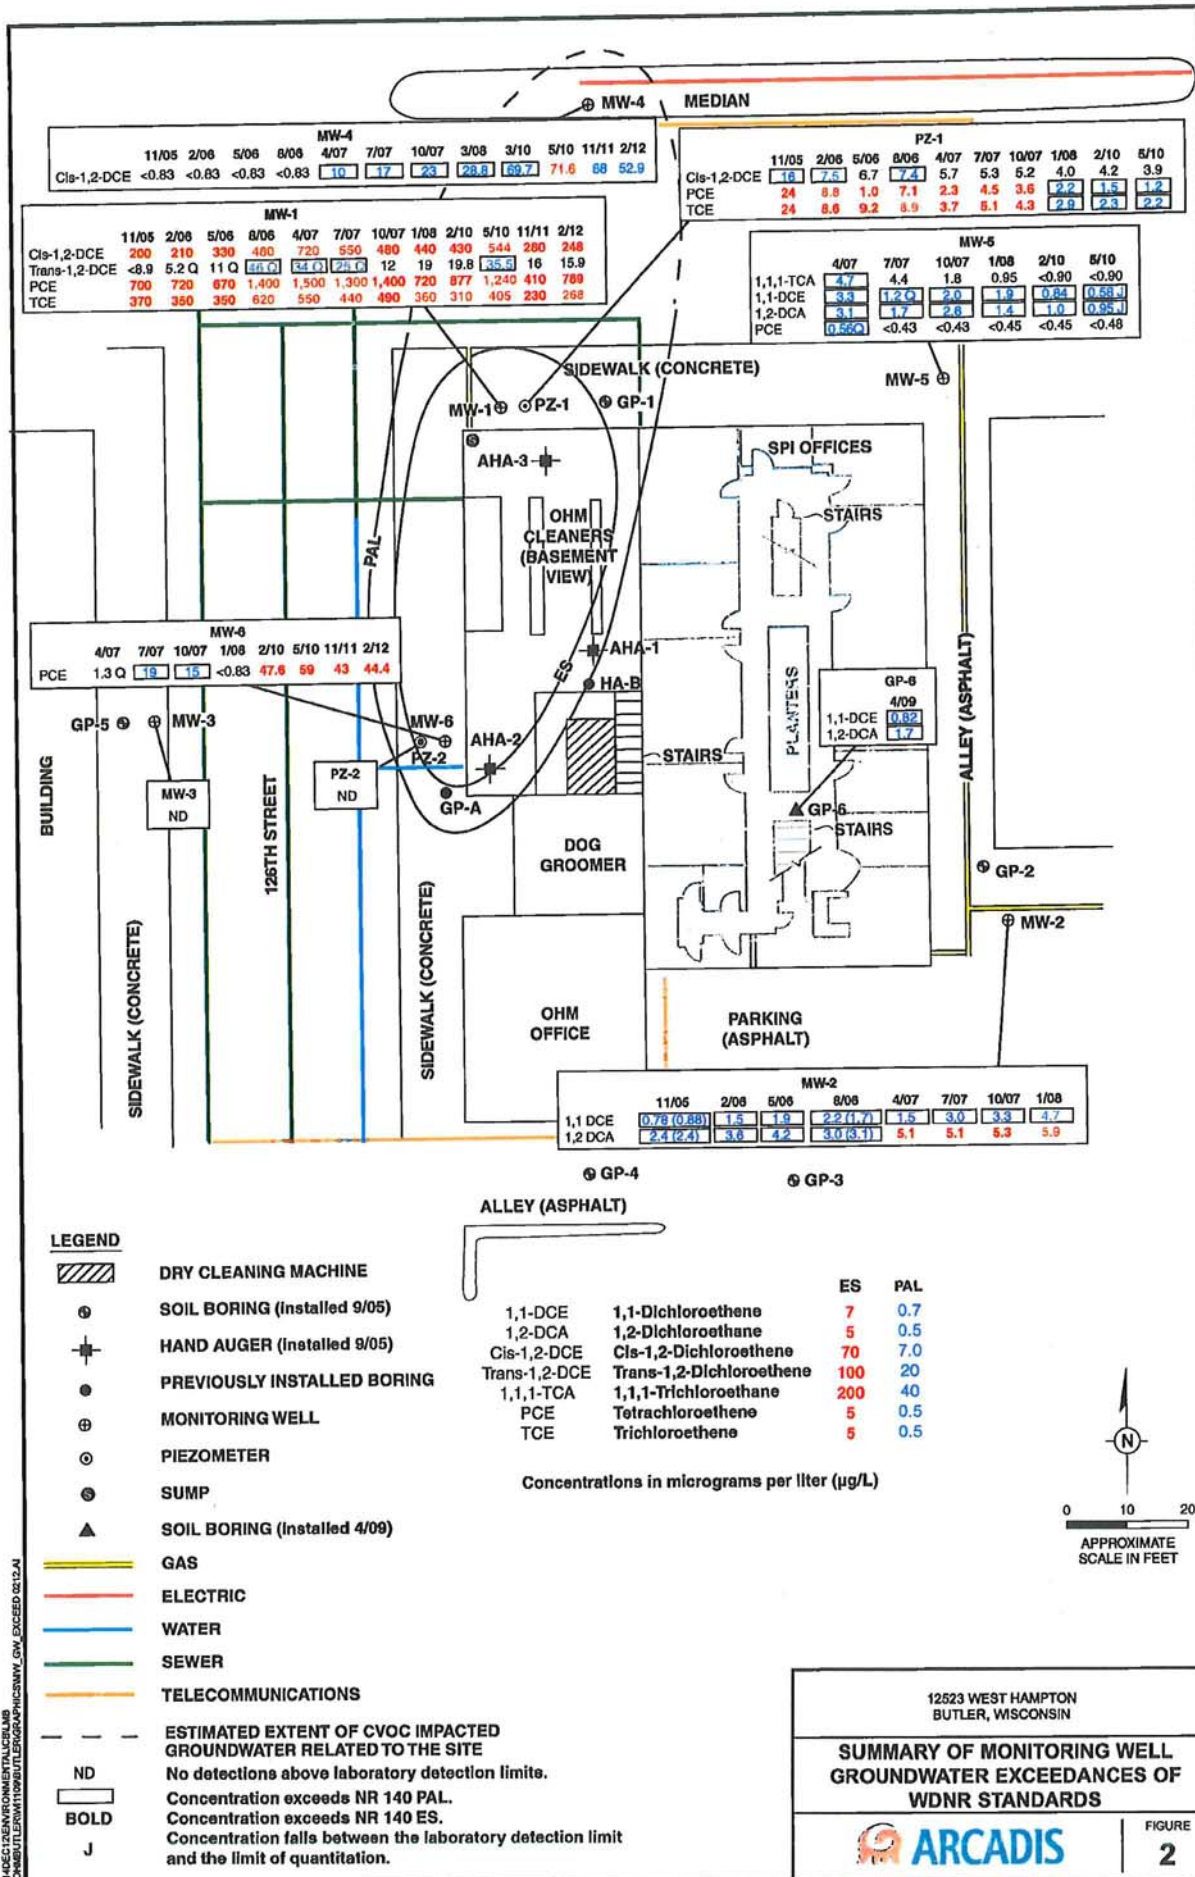 MW-4
MEDIAN
MW-4
11/05 2/06 5/06 8/06 4/07 7/07 10/07 3/08 3/10 5/10 11/11 2/12
Cis-1,2-DCE <0.83 <0.83 <0.83 <0.83 10 17 23 28.8 69.7 71.6 68 52.9
PZ-1
11/05 2/06 5/06 8/06 4/07 7/07 10/07 1/08 2/10 5/10
Cis-1,2-DCE 16 7.5 6.7 7.4 5.7 5.3 5.2 4.0 4.2 3.9
PCE 24 8.8 1.0 7.1 2.3 4.5 3.6 2.2 1.5 1.2
TCE 24 8.6 9.2 8.9 3.7 5.1 4.3 2.9 2.3 2.2
MW-1
11/05 2/06 5/06 8/06 4/07 7/07 10/07 1/08 2/10 5/10 11/11 2/12
Cis-1,2-DCE 200 210 330 480 720 550 480 440 430 544 280 248
Trans-1,2-DCE <8.9 5.2 Q 11 Q 46 Q 34 Q 25 Q 12 19 19.8 35.5 16 15.9
PCE 700 720 670 1,400 1,500 1,300 1,400 720 877 1,240 410 769
TCE 370 350 350 620 550 440 490 360 310 405 230 268
MW-5
4/07 7/07 10/07 1/08 2/10 5/10
1,1,1-TCA 4.7 4.4 1.8 0.95 <0.90 <0.90
1,1-DCE 3.3 1.2 Q 2.0 1.9 0.84 0.58 J
1,2-DCA 3.1 1.7 2.6 1.4 1.0 0.95 J
PCE 0.56Q <0.43 <0.43 <0.45 <0.45 <0.48
SIDEWALK (CONCRETE)
MW-5
MW-1
PZ-1
GP-1
AHA-3
SPI OFFICES
STAIRS
OHM
CLEANERS
(BASEMENT
VIEW)
PAL
ES
MW-6
4/07 7/07 10/07 1/08 2/10 5/10 11/11 2/12
PCE 1.3 Q 19 15 <0.83 47.6 59 43 44.4
AHA-1
HA-B
PLANTERS
GP-6
4/09
1,1-DCE 0.82
1,2-DCA 1.7
ALLEY (ASPHALT)
GP-5
MW-3
MW-6
PZ-2
AHA-2
STAIRS
MW-3
ND
PZ-2
ND
GP-A
GP-6
STAIRS
BUILDING
126TH STREET
DOG
GROOMER
GP-2
MW-2
SIDEWALK (CONCRETE)
SIDEWALK (CONCRETE)
OHM
OFFICE
PARKING
(ASPHALT)
MW-2
11/05 2/06 5/06 8/06 4/07 7/07 10/07 1/08
1,1 DCE 0.78 (0.88) 1.5 1.9 2.2 (1.7) 1.5 3.0 3.3 4.7
1,2 DCA 2.4 (2.4) 3.6 4.2 3.0 (3.1) 5.1 5.1 5.3 5.9
GP-4
GP-3
ALLEY (ASPHALT)
LEGEND
DRY CLEANING MACHINE
SOIL BORING (Installed 9/05)
HAND AUGER (Installed 9/05)
PREVIOUSLY INSTALLED BORING
MONITORING WELL
PIEZOMETER
S SUMP
SOIL BORING (Installed 4/09)
GAS
ELECTRIC
WATER
SEWER
TELECOMMUNICATIONS
ESTIMATED EXTENT OF CVOC IMPACTED
GROUNDWATER RELATED TO THE SITE
ND No detections above laboratory detection limits.
Concentration exceeds NR 140 PAL.
BOLD Concentration exceeds NR 140 ES.
J Concentration falls between the laboratory detection limit
and the limit of quantitation.
ES PAL
1,1-DCE 1,1-Dichloroethene 7 0.7
1,2-DCA 1,2-Dichloroethane 5 0.5
Cis-1,2-DCE Cis-1,2-Dichloroethene 70 7.0
Trans-1,2-DCE Trans-1,2-Dichloroethene 100 20
1,1,1-TCA 1,1,1-Trichloroethane 200 40
PCE Tetrachloroethene 5 0.5
TCE Trichloroethene 5 0.5
Concentrations in micrograms per liter (µg/L)
N
0 10 20
APPROXIMATE
SCALE IN FEET
12523 WEST HAMPTON
BUTLER, WISCONSIN
SUMMARY OF MONITORING WELL
GROUNDWATER EXCEEDANCES OF
WDNR STANDARDS
ARCADIS
FIGURE
2